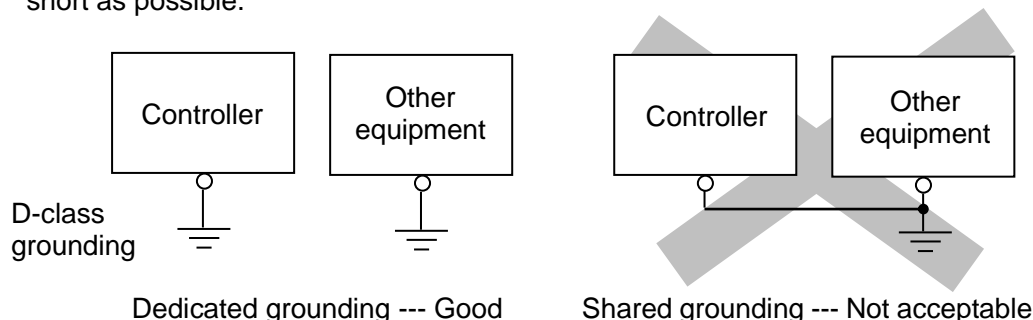 short as possible.
Controller
Other
equipment
Controller
Other
equipment
D-class
grounding
Dedicated grounding --- Good
Shared grounding --- Not acceptable